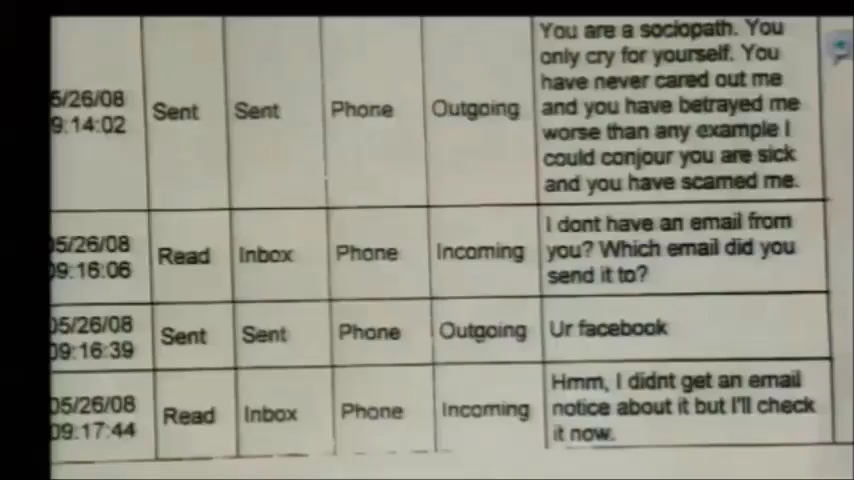 You are a sociopath. You
only cry for yourself. You
have never cared out me
5/26/08 Sent Sent Phone Outgoing and you have betrayed me
9:14:02 worse than any example I
could conjour you are sick
and you have scamed me.
I dont have an email from
05/26/08 Read Inbox Phone Incoming you? Which email did you
09:16:06 send it to?
05/26/08 Sent Sent Phone Outgoing Ur facebook
09:16:39
Hmm, I didnt get an email
05/26/08 Read Inbox Phone Incoming notice about it but I'll check
09:17:44 it now.